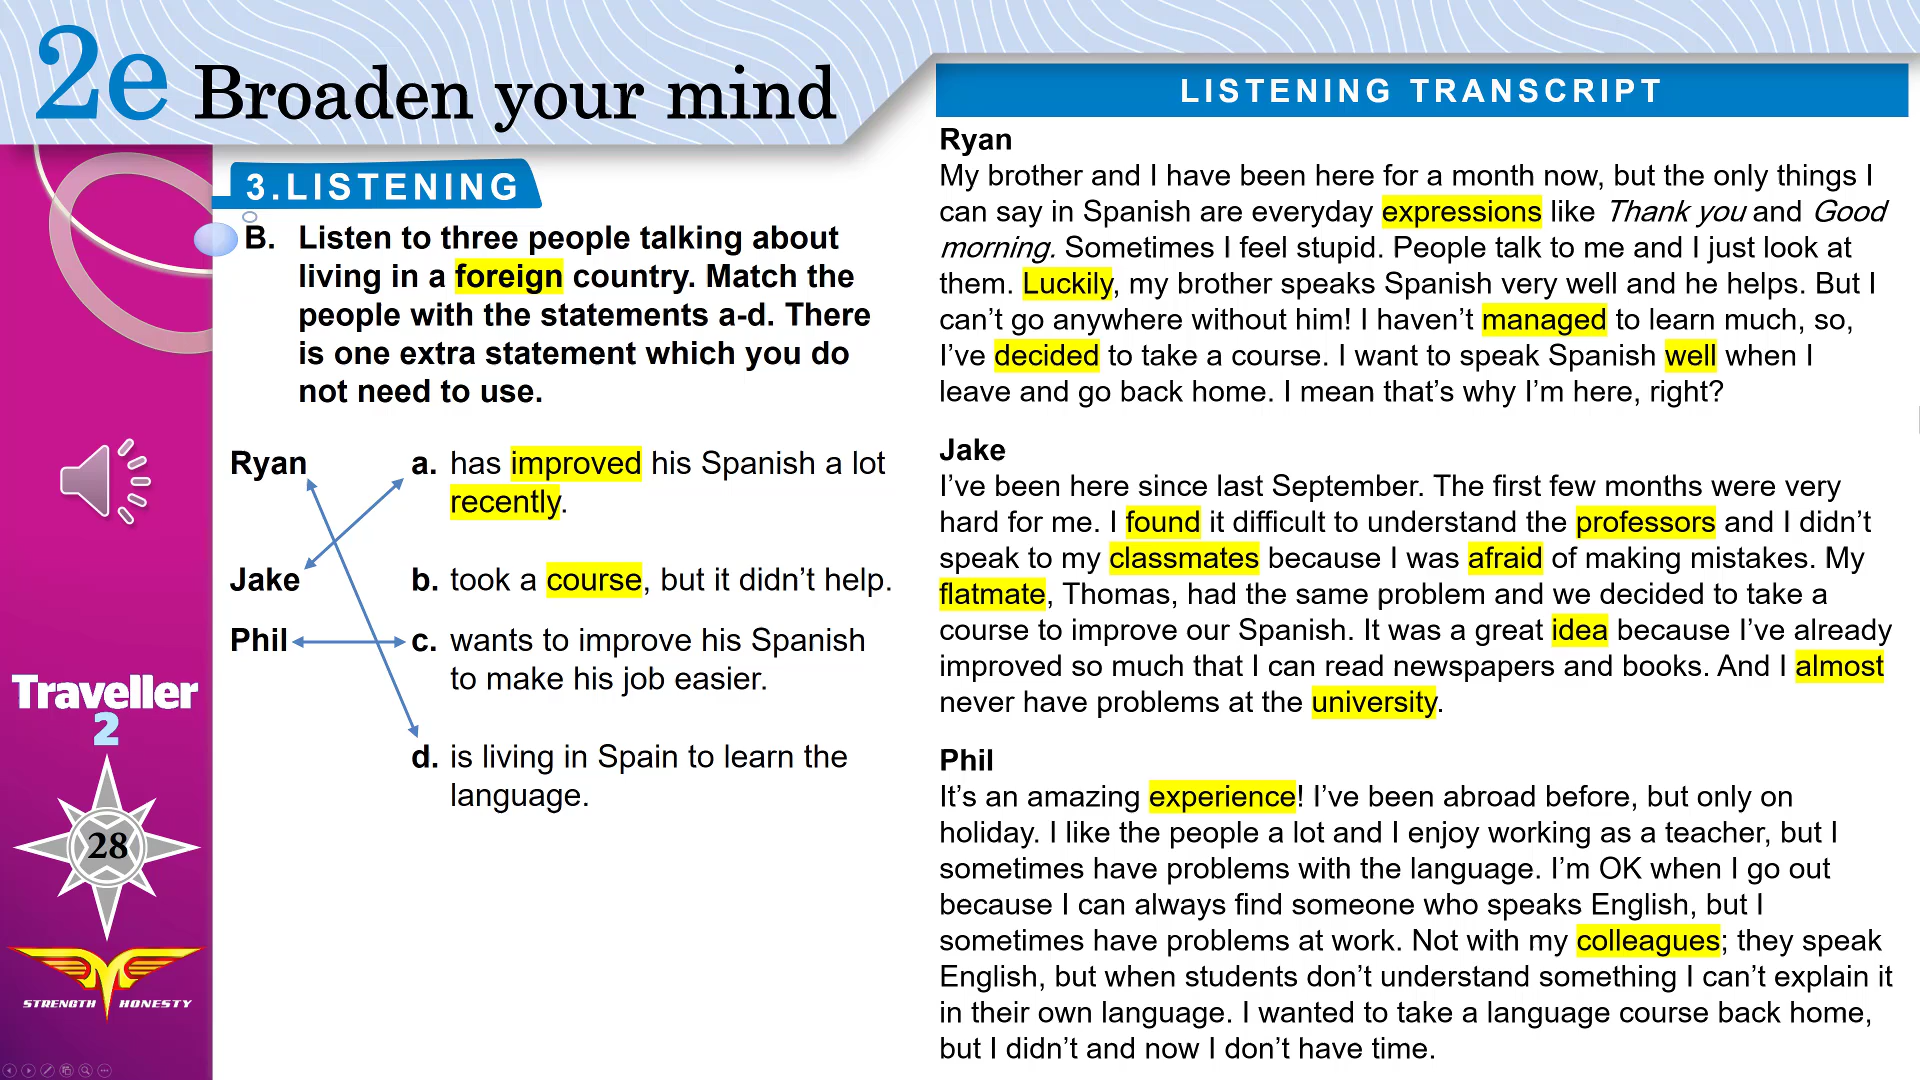 2e Broaden your mind
3.LISTENING
B. Listen to three people talking about
living in a foreign country. Match the
people with the statements a-d. There
is one extra statement which you do
not need to use.
Ryan
Jake
Phil
a. has improved his Spanish a lot
recently.
b. took a course, but it didn’t help.
c. wants to improve his Spanish
to make his job easier.
d. is living in Spain to learn the
language.
Traveller
2
28
STRENGTH HONESTY
LISTENING TRANSCRIPT
Ryan
My brother and I have been here for a month now, but the only things I
can say in Spanish are everyday expressions like Thank you and Good
morning. Sometimes I feel stupid. People talk to me and I just look at
them. Luckily, my brother speaks Spanish very well and he helps. But I
can’t go anywhere without him! I haven’t managed to learn much, so,
I’ve decided to take a course. I want to speak Spanish well when I
leave and go back home. I mean that’s why I’m here, right?
Jake
I’ve been here since last September. The first few months were very
hard for me. I found it difficult to understand the professors and I didn’t
speak to my classmates because I was afraid of making mistakes. My
flatmate, Thomas, had the same problem and we decided to take a
course to improve our Spanish. It was a great idea because I’ve already
improved so much that I can read newspapers and books. And I almost
never have problems at the university.
Phil
It’s an amazing experience! I’ve been abroad before, but only on
holiday. I like the people a lot and I enjoy working as a teacher, but I
sometimes have problems with the language. I’m OK when I go out
because I can always find someone who speaks English, but I
sometimes have problems at work. Not with my colleagues; they speak
English, but when students don’t understand something I can’t explain it
in their own language. I wanted to take a language course back home,
but I didn’t and now I don’t have time.